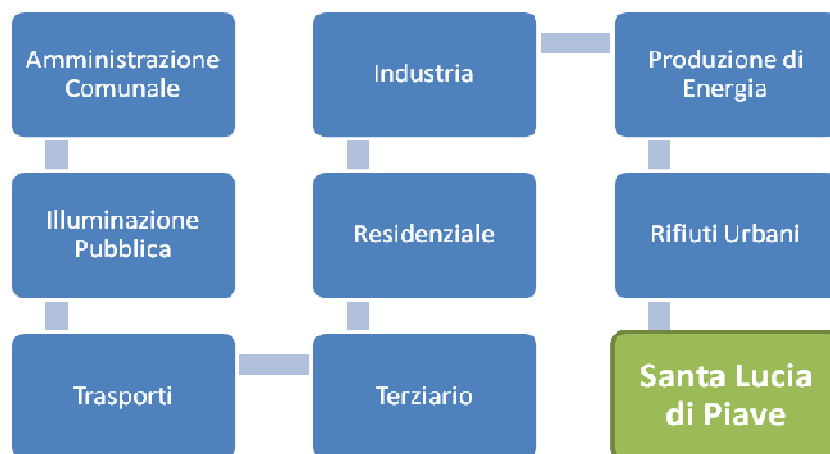 Amministrazione
Comunale
Illuminazione
Pubblica
Trasporti
Terziario
Residenziale
Industria
Produzione di
Energia
Rifiuti Urbani
Santa Lucia
di Piave